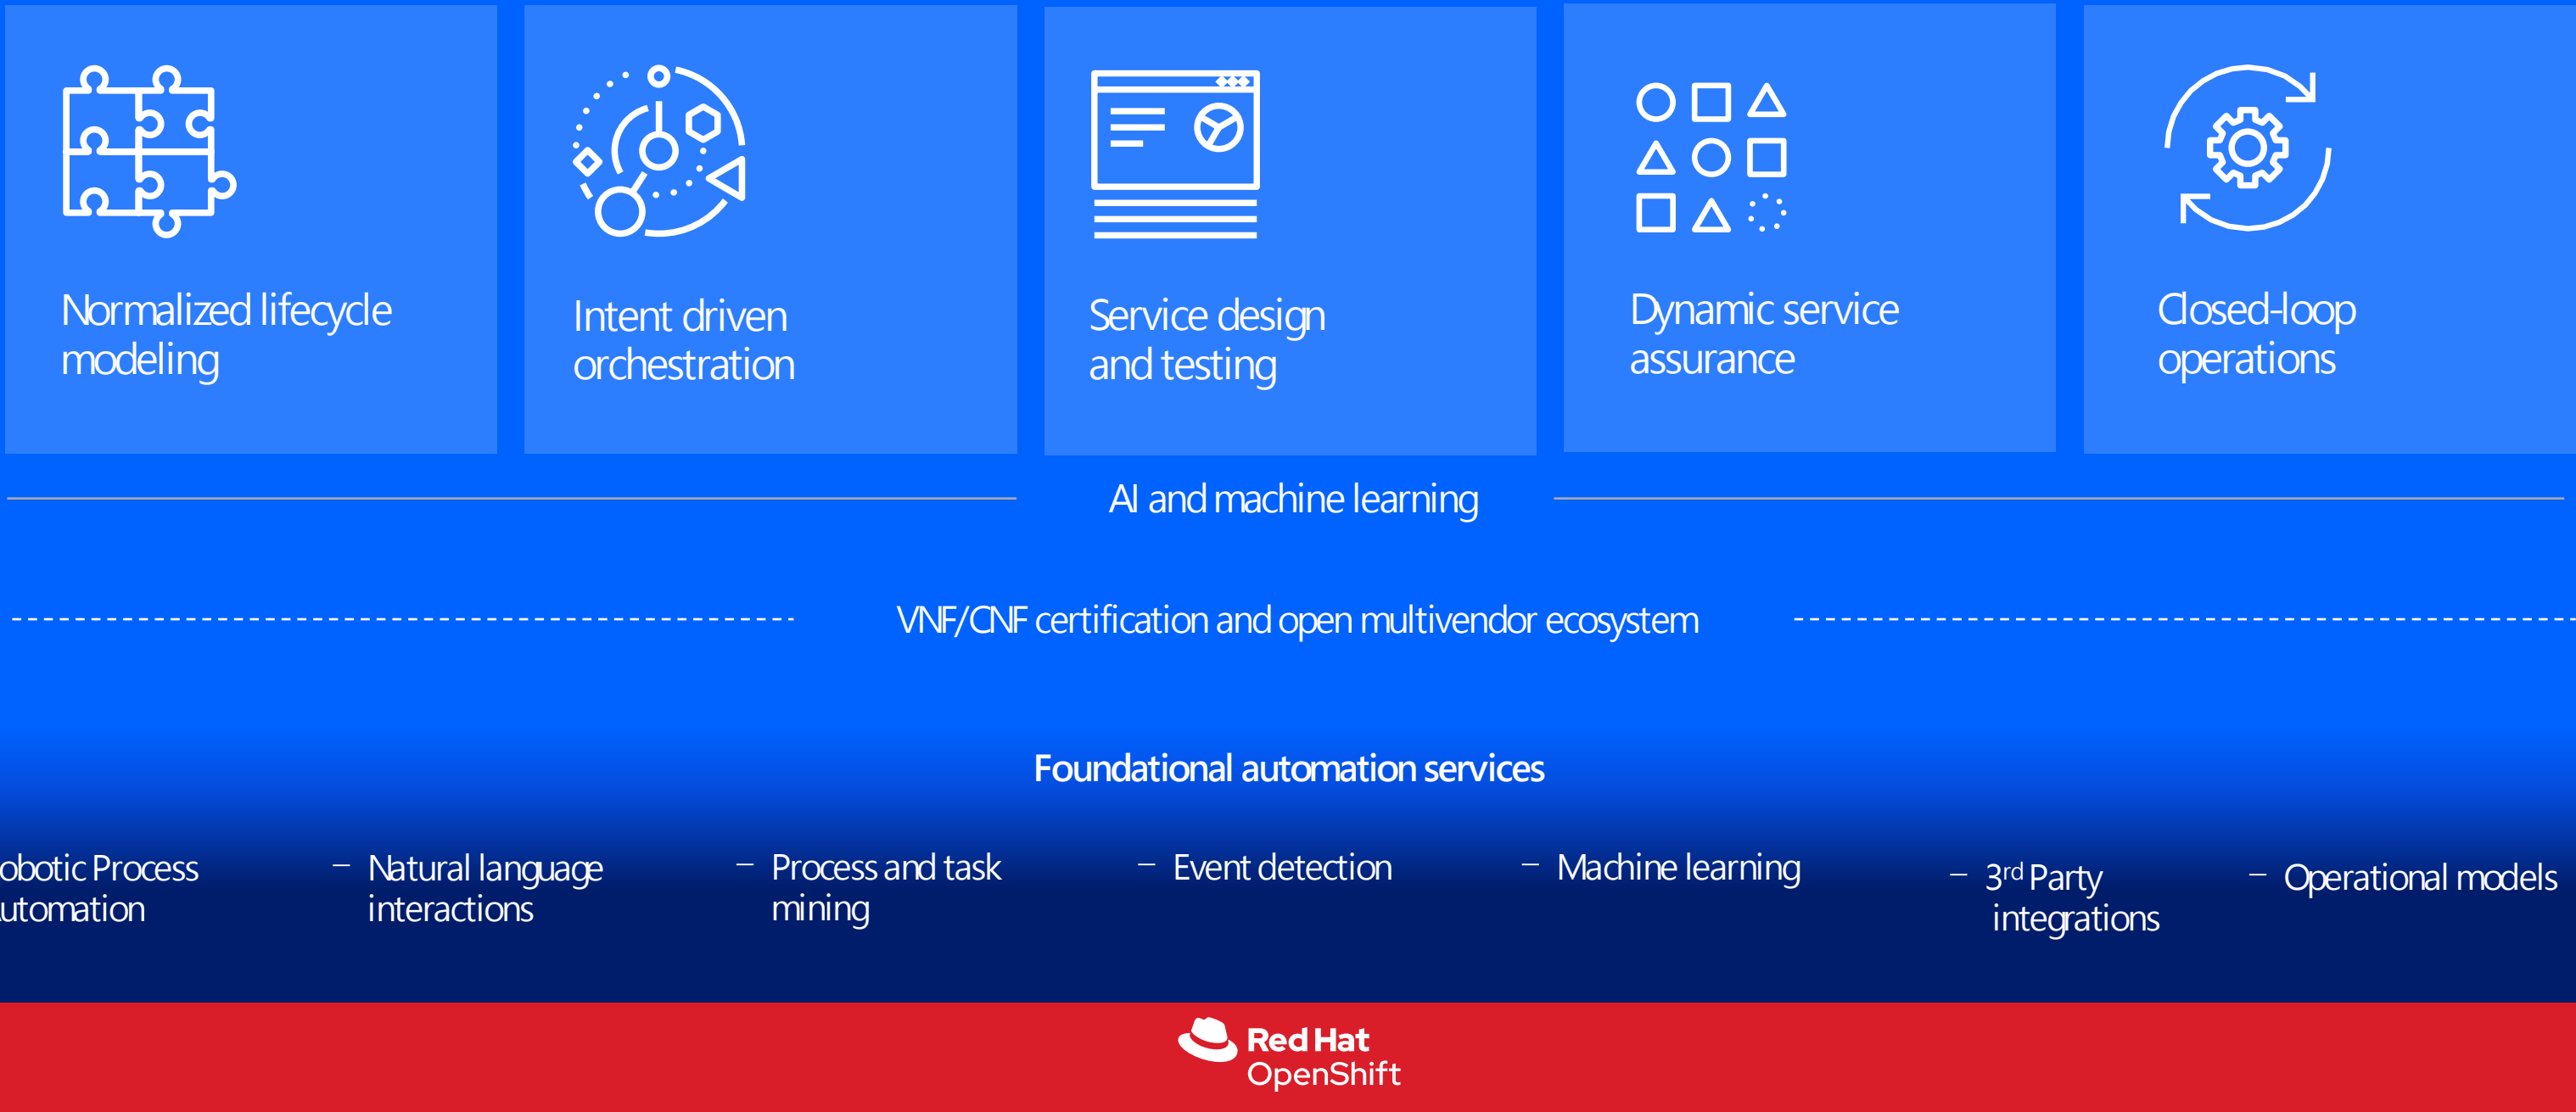 Normalized lifecycle
modeling
Intent driven
orchestration
Service design
and testing
Dynamic service
assurance
Closed-loop
operations
AI and machine learning
VNF/CNF certification and open multivendor ecosystem
Foundational automation services
obotic Process
utomation
– Natural language
interactions
– Process and task
mining
– Event detection
– Machine learning
– 3rd Party
integrations
– Operational models
Red Hat
OpenShift